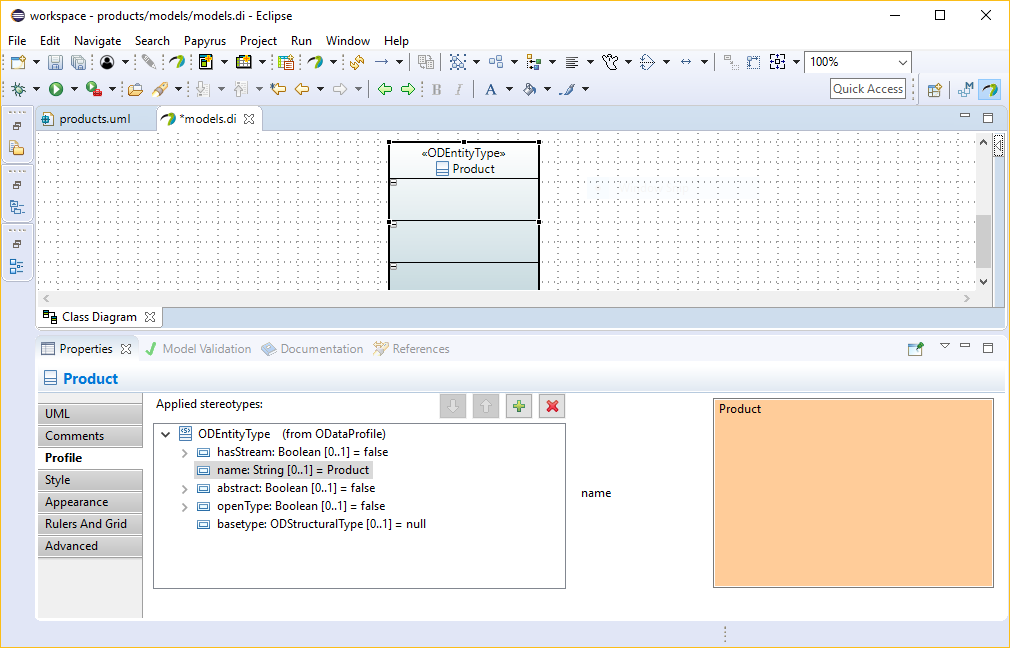 workspace - products/models/models.di - Eclipse
File Edit Navigate Search Papyrus Project Run Window Help
100%
B I A Quick Access
products.uml *models.di
«ODEntityType»
Product
Class Diagram
Properties Model Validation Documentation References
Product
UML
Comments
Profile
Style
Appearance
Rulers And Grid
Advanced
Applied stereotypes:
ODEntityType (from ODataProfile)
hasStream: Boolean [0..1] = false
name: String [0..1] = Product
abstract: Boolean [0..1] = false
openType: Boolean [0..1] = false
basetype: ODStructuralType [0..1] = null
name
Product